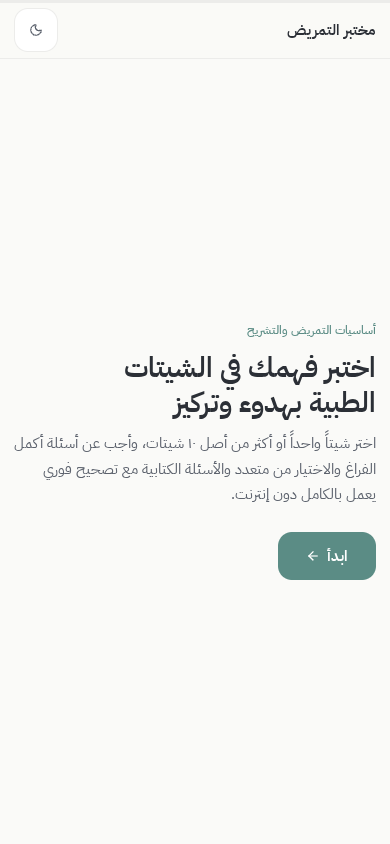 مختبر التمريض
أساسيات التمريض والتشريح
اختبر فهمك في الشيتات
الطبية بهدوء وتركيز
اختر شيتاً واحداً أو أكثر من أصل ١٠ شيتات، وأجب عن أسئلة أكمل
الفراغ والاختيار من متعدد والأسئلة الكتابية مع تصحيح فوري
يعمل بالكامل دون إنترنت.
ابدأ ←